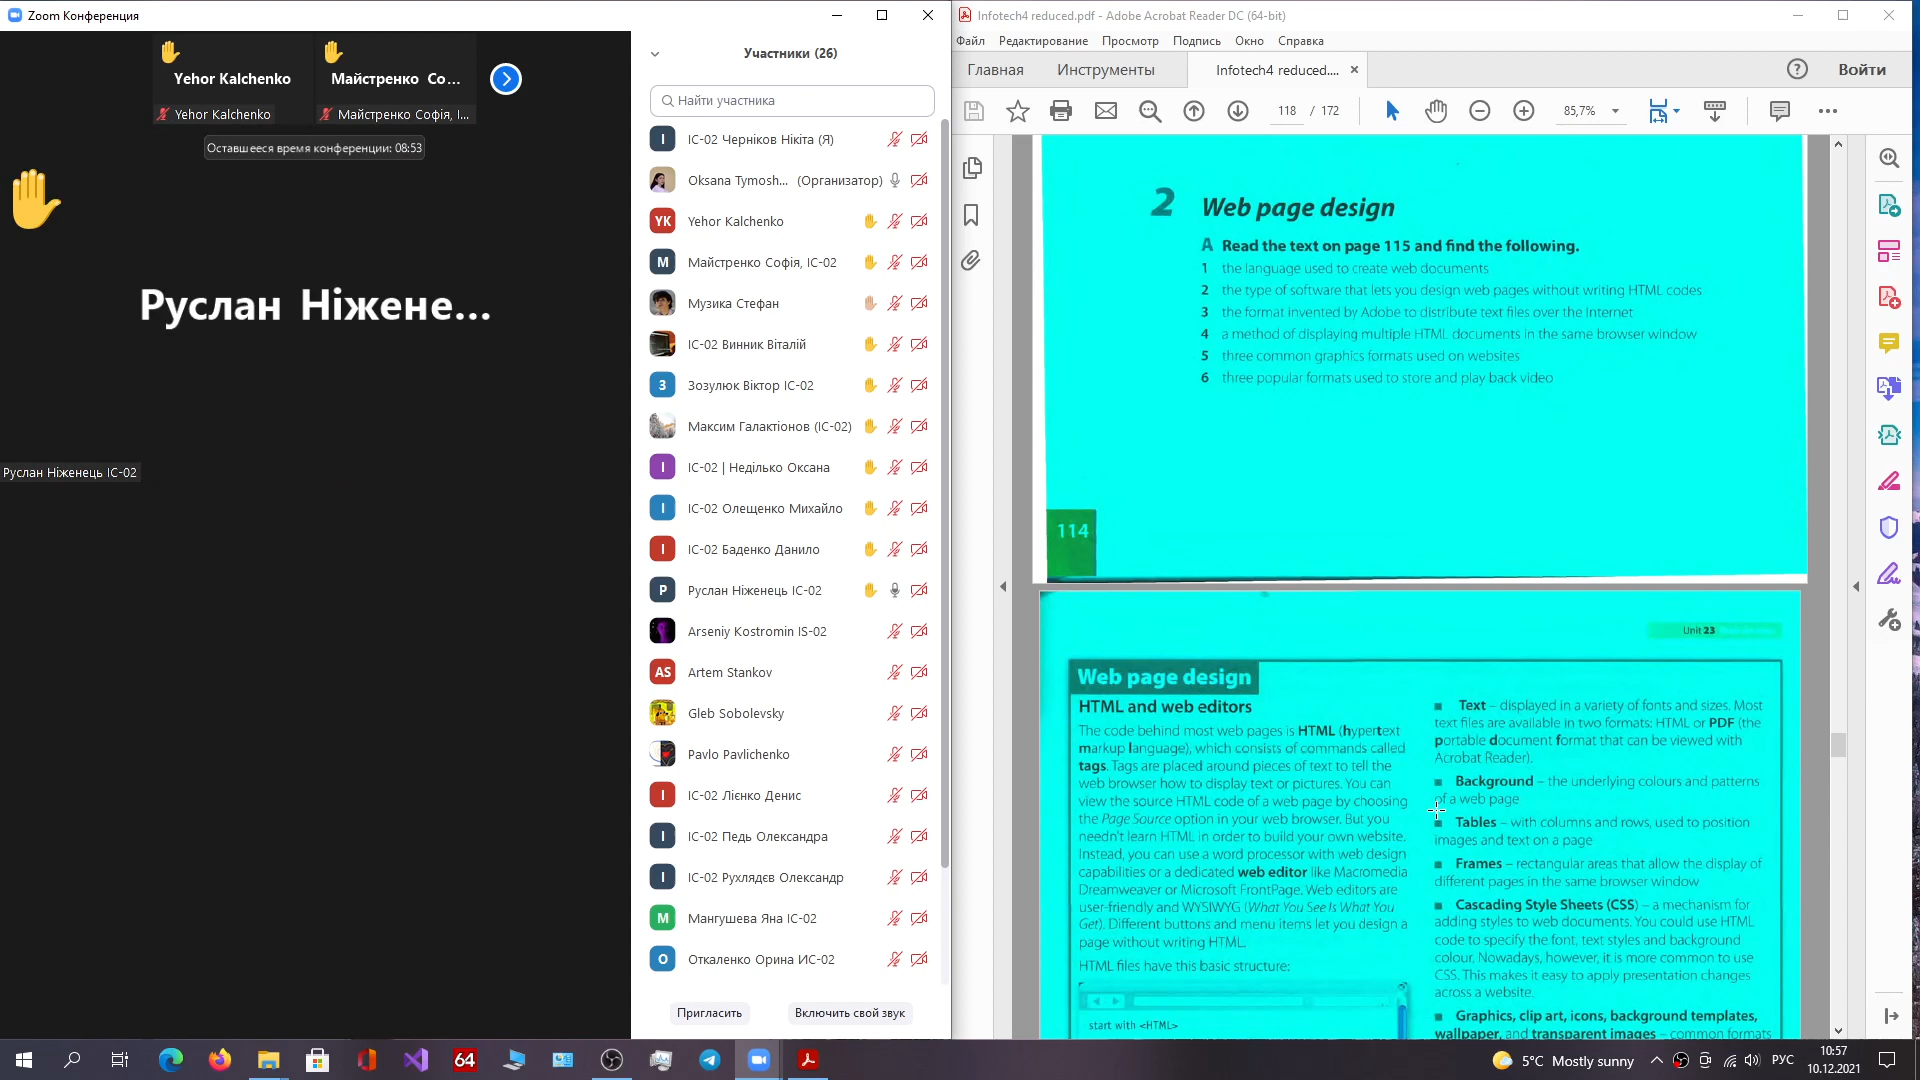 Zoom Конференция
Yehor Kalchenko
Майстренко Со...
Yehor Kalchenko
Майстренко Софія, І...
Оставшееся время конференции: 08:53
Руслан Ніжене...
Руслан Ніженець ІС-02
Участники (26)
Найти участника
І
ІС-02 Черніков Нікіта (Я)
Oksana Tymosh... (Организатор)
YK
Yehor Kalchenko
М
Майстренко Софія, ІС-02
Музика Стефан
ІС-02 Винник Віталій
З
Зозулюк Віктор ІС-02
Максим Галактіонов (ІС-02)
І
ІС-02 | Неділько Оксана
І
ІС-02 Олещенко Михайло
І
ІС-02 Баденко Данило
Р
Руслан Ніженець ІС-02
Arseniy Kostromin IS-02
AS
Artem Stankov
Gleb Sobolevsky
Pavlo Pavlichenko
І
ІС-02 Лієнко Денис
І
ІС-02 Педь Олександра
І
ІС-02 Рухлядєв Олександр
М
Мангушева Яна ІС-02
О
Откаленко Орина ИС-02
Пригласить
Включить свой звук
Infotech4 reduced.pdf - Adobe Acrobat Reader DC (64-bit)
Файл Редактирование Просмотр Подпись Окно Справка
Главная Инструменты Infotech4 reduced.... Войти
118 / 172 85,7%
2 Web page design
A Read the text on page 115 and find the following.
1 the language used to create web documents
2 the type of software that lets you design web pages without writing HTML codes
3 the format invented by Adobe to distribute text files over the Internet
4 a method of displaying multiple HTML documents in the same browser window
5 three common graphics formats used on websites
6 three popular formats used to store and play back video
114
Unit 23
Web page design
HTML and web editors
The code behind most web pages is HTML (hypertext
markup language), which consists of commands called
tags. Tags are placed around pieces of text to tell the
web browser how to display text or pictures. You can
view the source HTML code of a web page by choosing
the Page Source option in your web browser. But you
needn't learn HTML in order to build your own website.
Instead, you can use a word processor with web design
capabilities or a dedicated web editor like Macromedia
Dreamweaver or Microsoft FrontPage. Web editors are
user-friendly and WYSIWYG (What You See Is What You
Get). Different buttons and menu items let you design a
page without writing HTML.
HTML files have this basic structure:
start with <HTML>
■ Text – displayed in a variety of fonts and sizes. Most
text files are available in two formats: HTML or PDF (the
portable document format that can be viewed with
Acrobat Reader).
■ Background – the underlying colours and patterns
of a web page
■ Tables – with columns and rows, used to position
images and text on a page
■ Frames – rectangular areas that allow the display of
different pages in the same browser window
■ Cascading Style Sheets (CSS) – a mechanism for
adding styles to web documents. You could use HTML
code to specify the font, text styles and background
colour. Nowadays, however, it is more common to use
CSS. This makes it easy to apply presentation changes
across a website.
■ Graphics, clip art, icons, background templates,
wallpaper, and transparent images – common formats
64
5°C Mostly sunny
РУС
10:57
10.12.2021